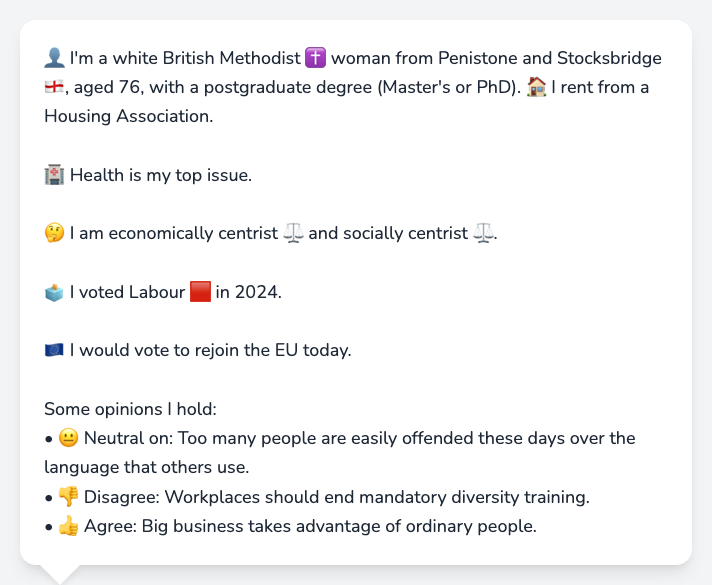 👤 I'm a white British Methodist ✝️ woman from Penistone and Stocksbridge
🏴󠁧󠁢󠁥󠁮󠁧󠁿, aged 76, with a postgraduate degree (Master's or PhD). 🏠 I rent from a
Housing Association.
🏥 Health is my top issue.
🤔 I am economically centrist ⚖️ and socially centrist ⚖️.
🗳️ I voted Labour 🟥 in 2024.
🇪🇺 I would vote to rejoin the EU today.
Some opinions I hold:
• 😐 Neutral on: Too many people are easily offended these days over the
language that others use.
• 👎 Disagree: Workplaces should end mandatory diversity training.
• 👍 Agree: Big business takes advantage of ordinary people.